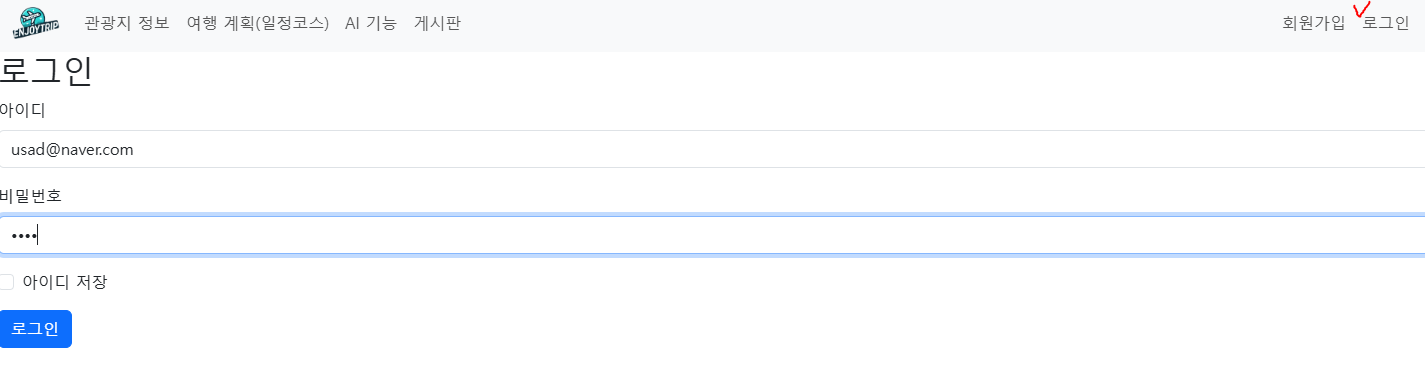 ENJOYTRIP 관광지 정보 여행 계획(일정코스) AI 기능 게시판 회원가입 로그인
로그인
아이디
usad@naver.com
비밀번호
••••
아이디 저장
로그인